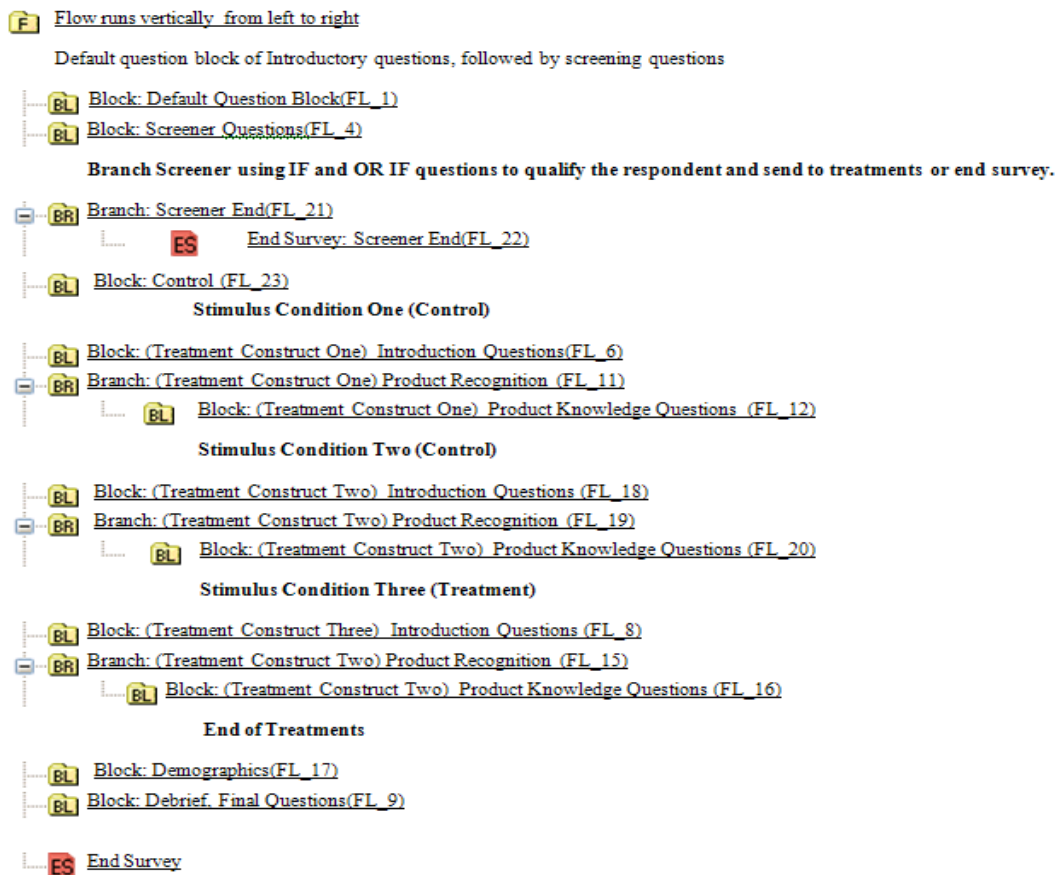 F Flow runs vertically from left to right
Default question block of Introductory questions, followed by screening questions
BL Block: Default Question Block(FL_1)
BL Block: Screener Questions(FL_4)
Branch Screener using IF and OR IF questions to qualify the respondent and send to treatments or end survey.
BR Branch: Screener End(FL_21)
ES End Survey: Screener End(FL_22)
BL Block: Control (FL_23)
Stimulus Condition One (Control)
BL Block: (Treatment Construct One) Introduction Questions(FL_6)
BR Branch: (Treatment Construct One) Product Recognition (FL_11)
BL Block: (Treatment Construct One) Product Knowledge Questions (FL_12)
Stimulus Condition Two (Control)
BL Block: (Treatment Construct Two) Introduction Questions (FL_18)
BR Branch: (Treatment Construct Two) Product Recognition (FL_19)
BL Block: (Treatment Construct Two) Product Knowledge Questions (FL_20)
Stimulus Condition Three (Treatment)
BL Block: (Treatment Construct Three) Introduction Questions (FL_8)
BR Branch: (Treatment Construct Two) Product Recognition (FL_15)
BL Block: (Treatment Construct Two) Product Knowledge Questions (FL_16)
End of Treatments
BL Block: Demographics(FL_17)
BL Block: Debrief, Final Questions(FL_9)
ES End Survey